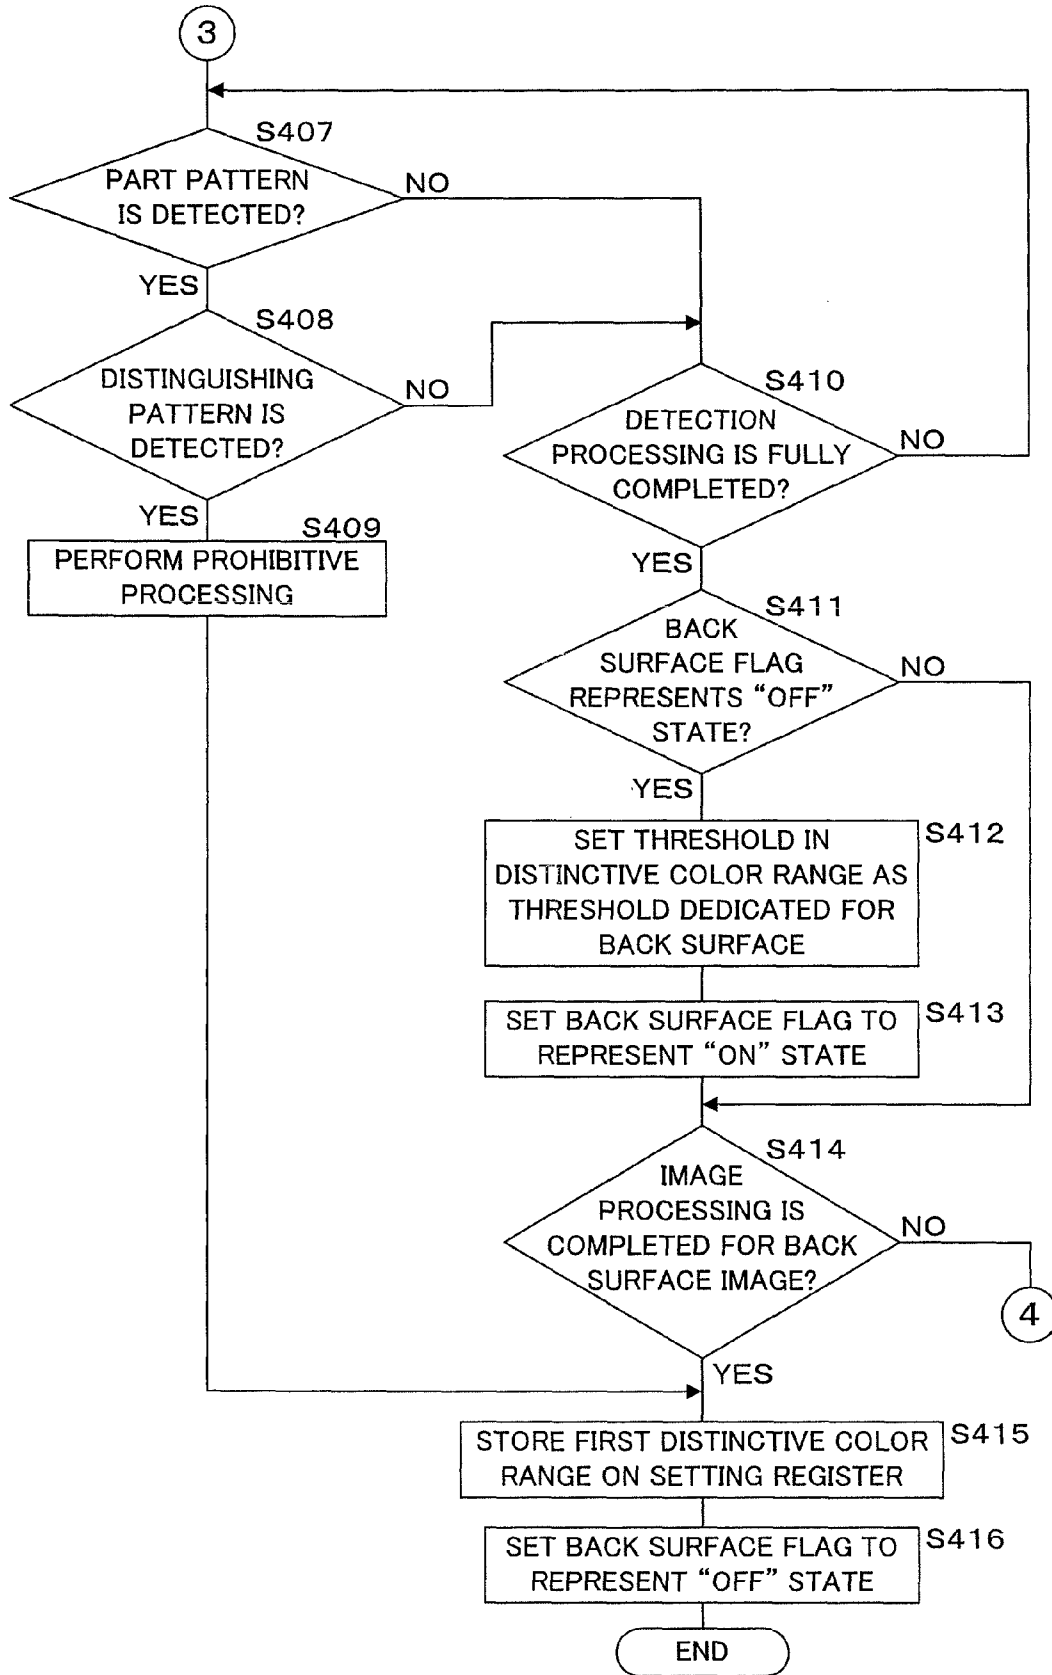 3
S407
PART PATTERN
IS DETECTED?
NO
YES
S408
DISTINGUISHING
PATTERN IS
DETECTED?
NO
YES
S409
PERFORM PROHIBITIVE
PROCESSING
S410
DETECTION
PROCESSING IS FULLY
COMPLETED?
NO
YES
S411
BACK
SURFACE FLAG
REPRESENTS “OFF”
STATE?
NO
YES
S412
SET THRESHOLD IN
DISTINCTIVE COLOR RANGE AS
THRESHOLD DEDICATED FOR
BACK SURFACE
S413
SET BACK SURFACE FLAG TO
REPRESENT “ON” STATE
S414
IMAGE
PROCESSING IS
COMPLETED FOR BACK
SURFACE IMAGE?
NO
4
YES
S415
STORE FIRST DISTINCTIVE COLOR
RANGE ON SETTING REGISTER
S416
SET BACK SURFACE FLAG TO
REPRESENT “OFF” STATE
END